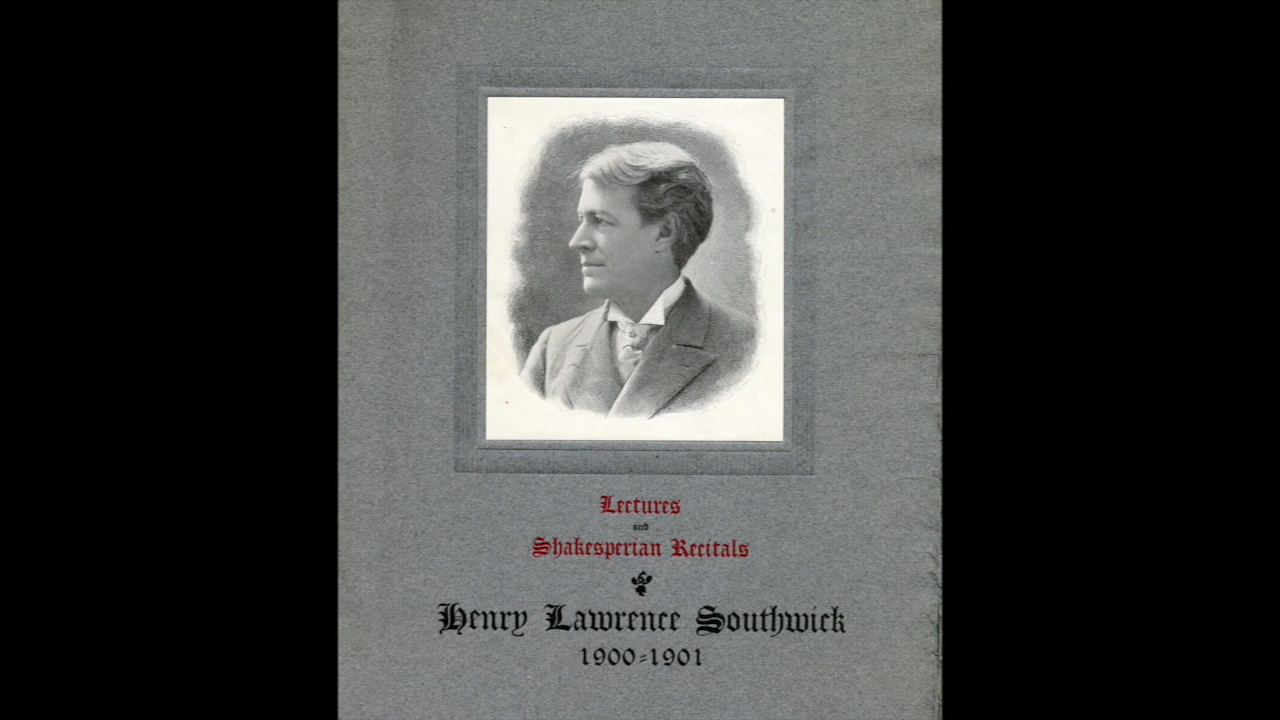 Lectures
and
Shakesperian Recitals
Henry Lawrence Southwick
1900-1901